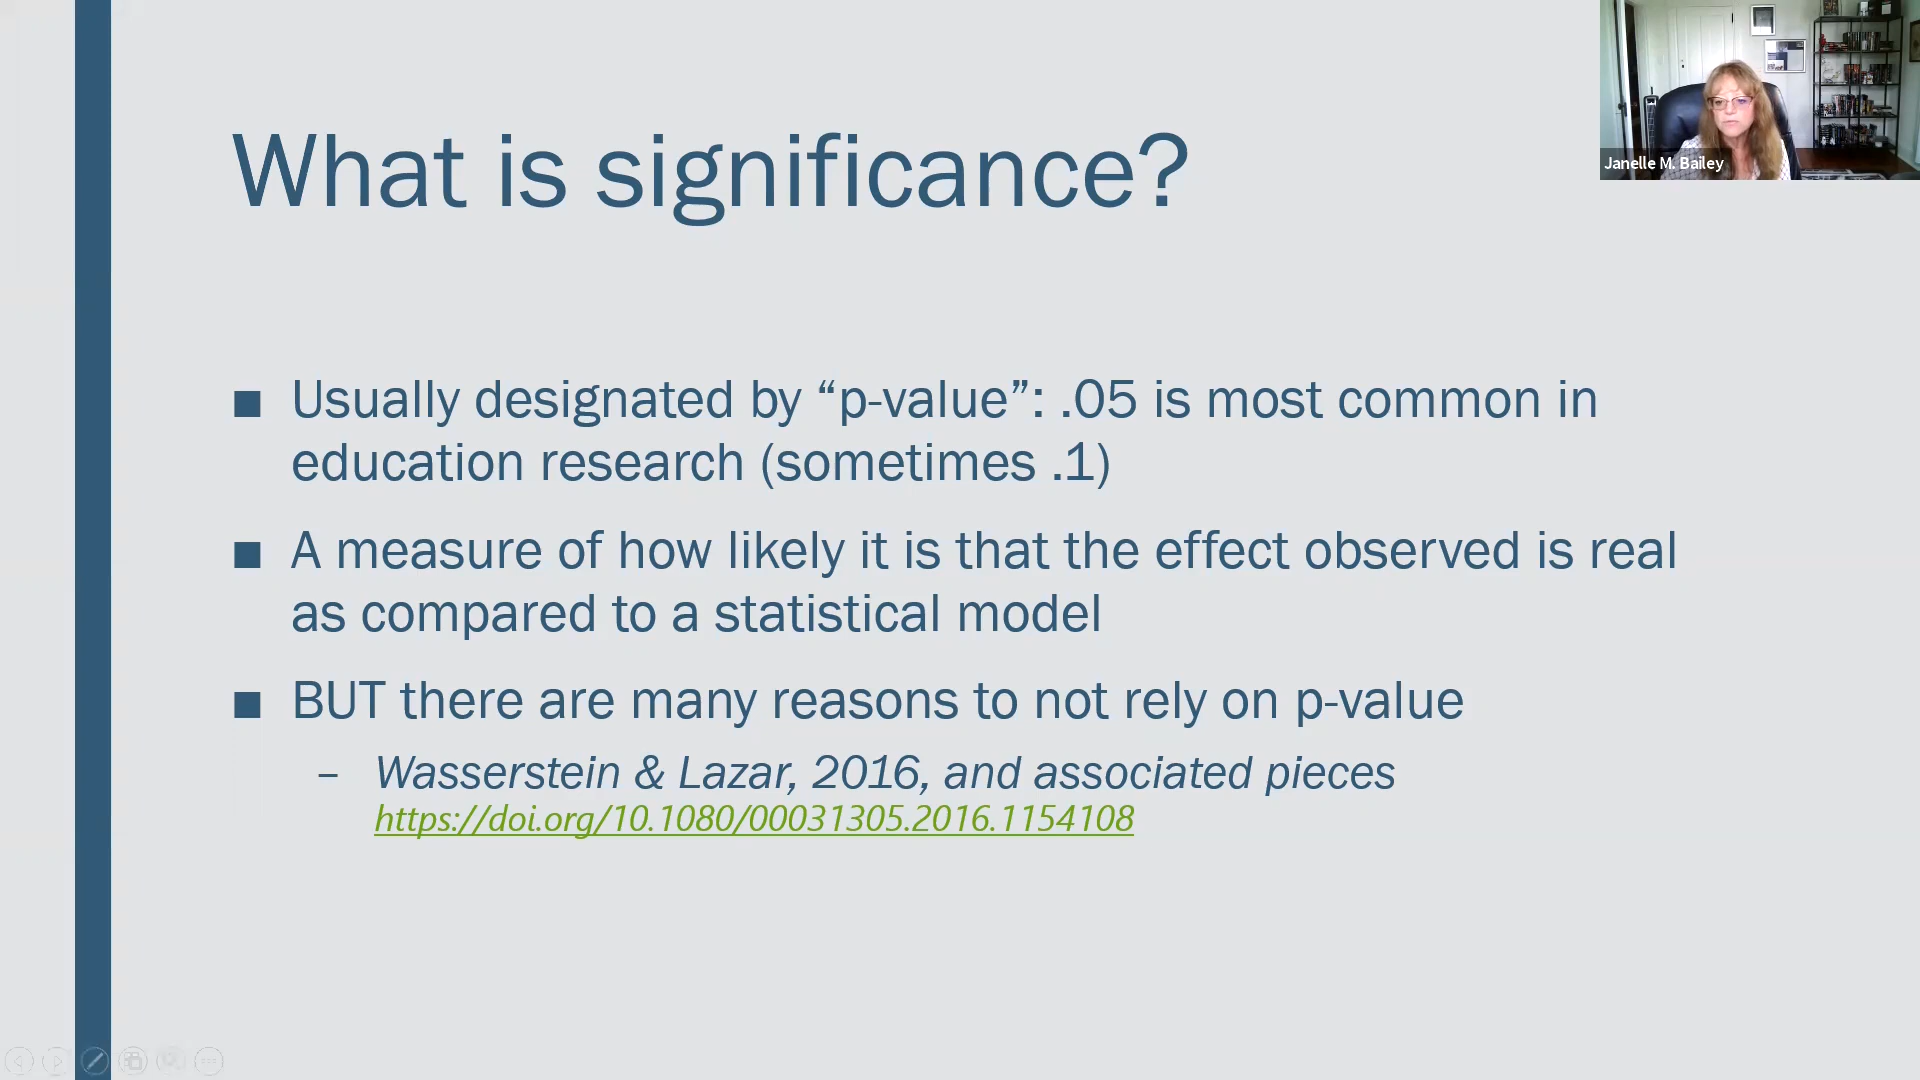 What is significance?
Janelle M. Bailey
■ Usually designated by “p-value”: .05 is most common in
education research (sometimes .1)
■ A measure of how likely it is that the effect observed is real
as compared to a statistical model
■ BUT there are many reasons to not rely on p-value
– Wasserstein & Lazar, 2016, and associated pieces
https://doi.org/10.1080/00031305.2016.1154108